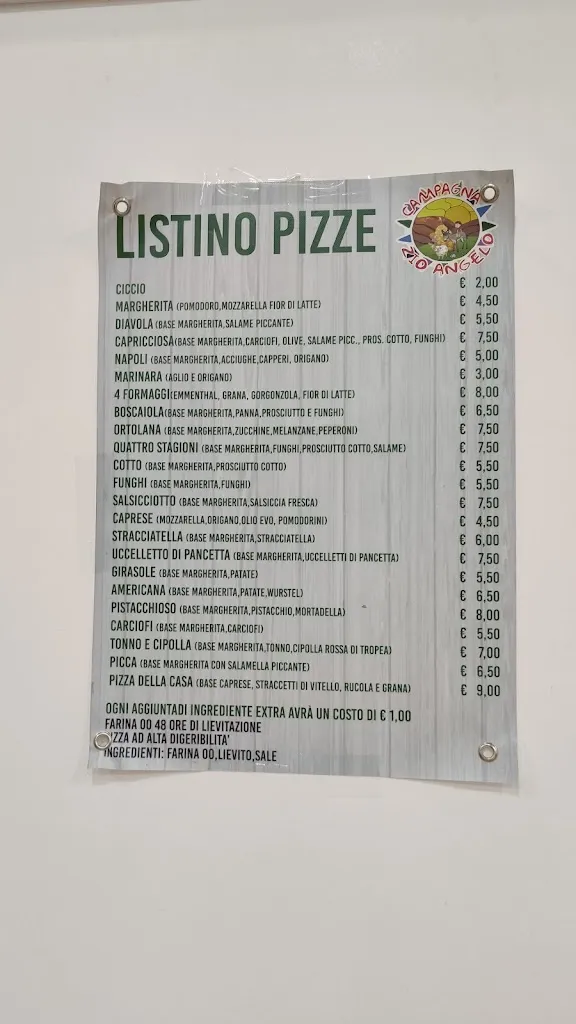 CAMPAGNA
ZIO ANGELO
LISTINO PIZZE
CICCIO € 2,00
MARGHERITA (POMODORO,MOZZARELLA FIOR DI LATTE) € 4,50
DIAVOLA (BASE MARGHERITA,SALAME PICCANTE) € 5,50
CAPRICCIOSA(BASE MARGHERITA,CARCIOFI, OLIVE, SALAME PICC., PROS. COTTO, FUNGHI) € 7,50
NAPOLI (BASE MARGHERITA,ACCIUGHE,CAPPERI, ORIGANO) € 5,00
MARINARA (AGLIO E ORIGANO) € 3,00
4 FORMAGGI(EMMENTHAL, GRANA, GORGONZOLA, FIOR DI LATTE) € 8,00
BOSCAIOLA(BASE MARGHERITA,PANNA,PROSCIUTTO E FUNGHI) € 6,50
ORTOLANA (BASE MARGHERITA,ZUCCHINE,MELANZANE,PEPERONI) € 7,50
QUATTRO STAGIONI (BASE MARGHERITA,FUNGHI,PROSCIUTTO COTTO,SALAME) € 7,50
COTTO (BASE MARGHERITA,PROSCIUTTO COTTO) € 5,50
FUNGHI (BASE MARGHERITA,FUNGHI) € 5,50
SALSICCIOTTO (BASE MARGHERITA,SALSICCIA FRESCA) € 7,50
CAPRESE (MOZZARELLA,ORIGANO,OLIO EVO, POMODORINI) € 4,50
STRACCIATELLA (BASE MARGHERITA,STRACCIATELLA) € 6,00
UCCELLETTO DI PANCETTA (BASE MARGHERITA,UCCELLETTI DI PANCETTA) € 7,50
GIRASOLE (BASE MARGHERITA,PATATE) € 5,50
AMERICANA (BASE MARGHERITA,PATATE,WURSTEL) € 6,50
PISTACCHIOSO (BASE MARGHERITA,PISTACCHIO,MORTADELLA) € 8,00
CARCIOFI (BASE MARGHERITA,CARCIOFI) € 5,50
TONNO E CIPOLLA (BASE MARGHERITA,TONNO,CIPOLLA ROSSA DI TROPEA) € 7,00
PICCA (BASE MARGHERITA CON SALAMELLA PICCANTE) € 6,50
PIZZA DELLA CASA (BASE CAPRESE, STRACCETTI DI VITELLO, RUCOLA E GRANA) € 9,00
OGNI AGGIUNTADI INGREDIENTE EXTRA AVRÀ UN COSTO DI € 1,00
FARINA 00 48 ORE DI LIEVITAZIONE
PIZZA AD ALTA DIGERIBILITA'
INGREDIENTI: FARINA 00,LIEVITO,SALE